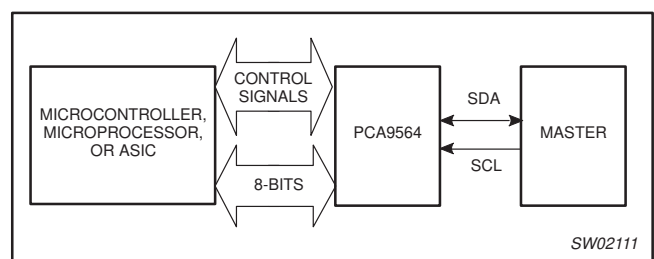 CONTROL
SIGNALS
MICROCONTROLLER,
MICROPROCESSOR,
OR ASIC
8-BITS
PCA9564
SDA
SCL
MASTER
SW02111